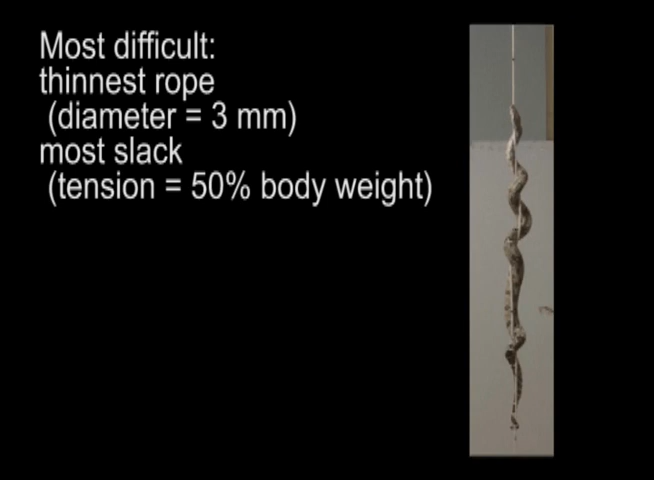 Most difficult:
thinnest rope
(diameter = 3 mm)
most slack
(tension = 50% body weight)